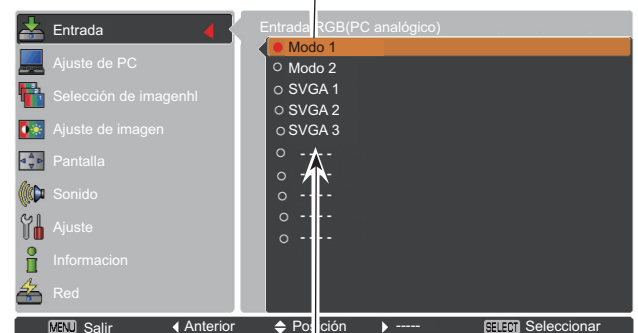 Entrada
Ajuste de PC
Selección de imagenhl
Ajuste de imagen
Pantalla
Sonido
Ajuste
Informacion
Red
Entrada RGB(PC analógico)
Modo 1
Modo 2
SVGA 1
SVGA 2
SVGA 3
- - - -
- - - -
- - - -
- - - -
- - - -
MENU Salir Anterior Posición ----- SELECT Seleccionar